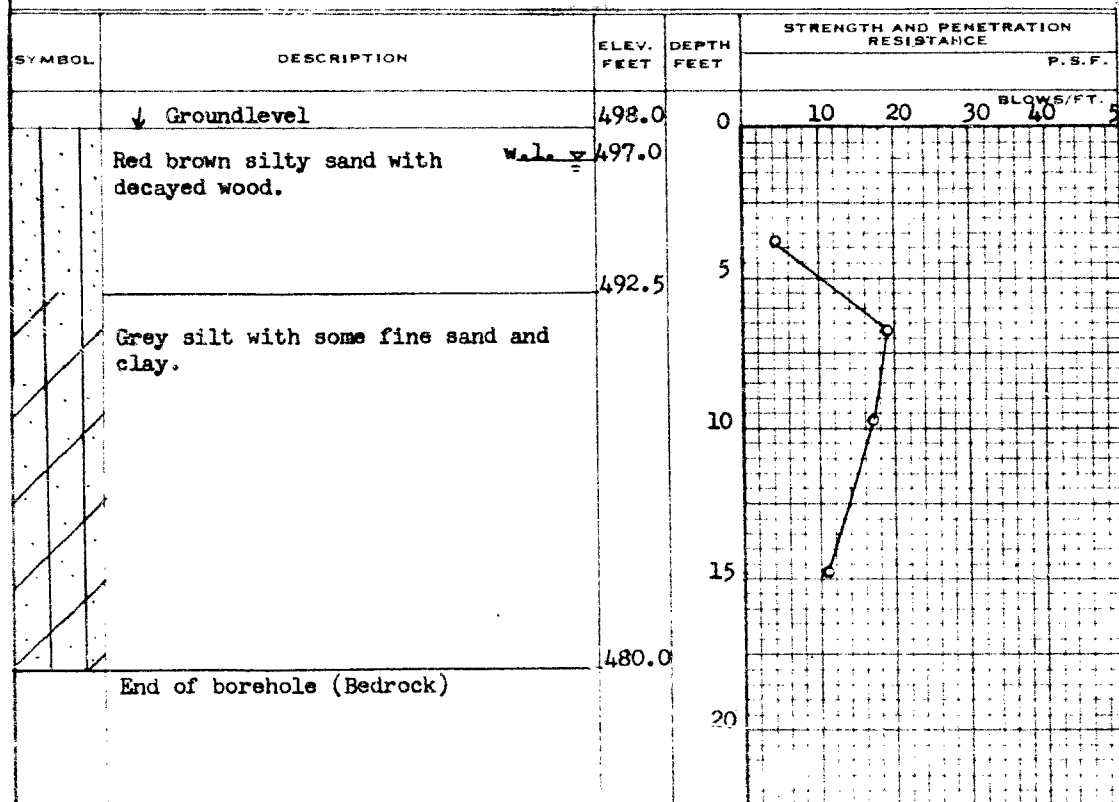 SYMBOL DESCRIPTION ELEV. FEET DEPTH FEET STRENGTH AND PENETRATION RESISTANCE
P.S.F.
BLOWS/FT.
↓ Groundlevel 498.0 0 10 20 30 40 5
Red brown silty sand with decayed wood. w.l. 497.0
5
492.5
Grey silt with some fine sand and clay.
10
15
480.0
End of borehole (Bedrock)
20